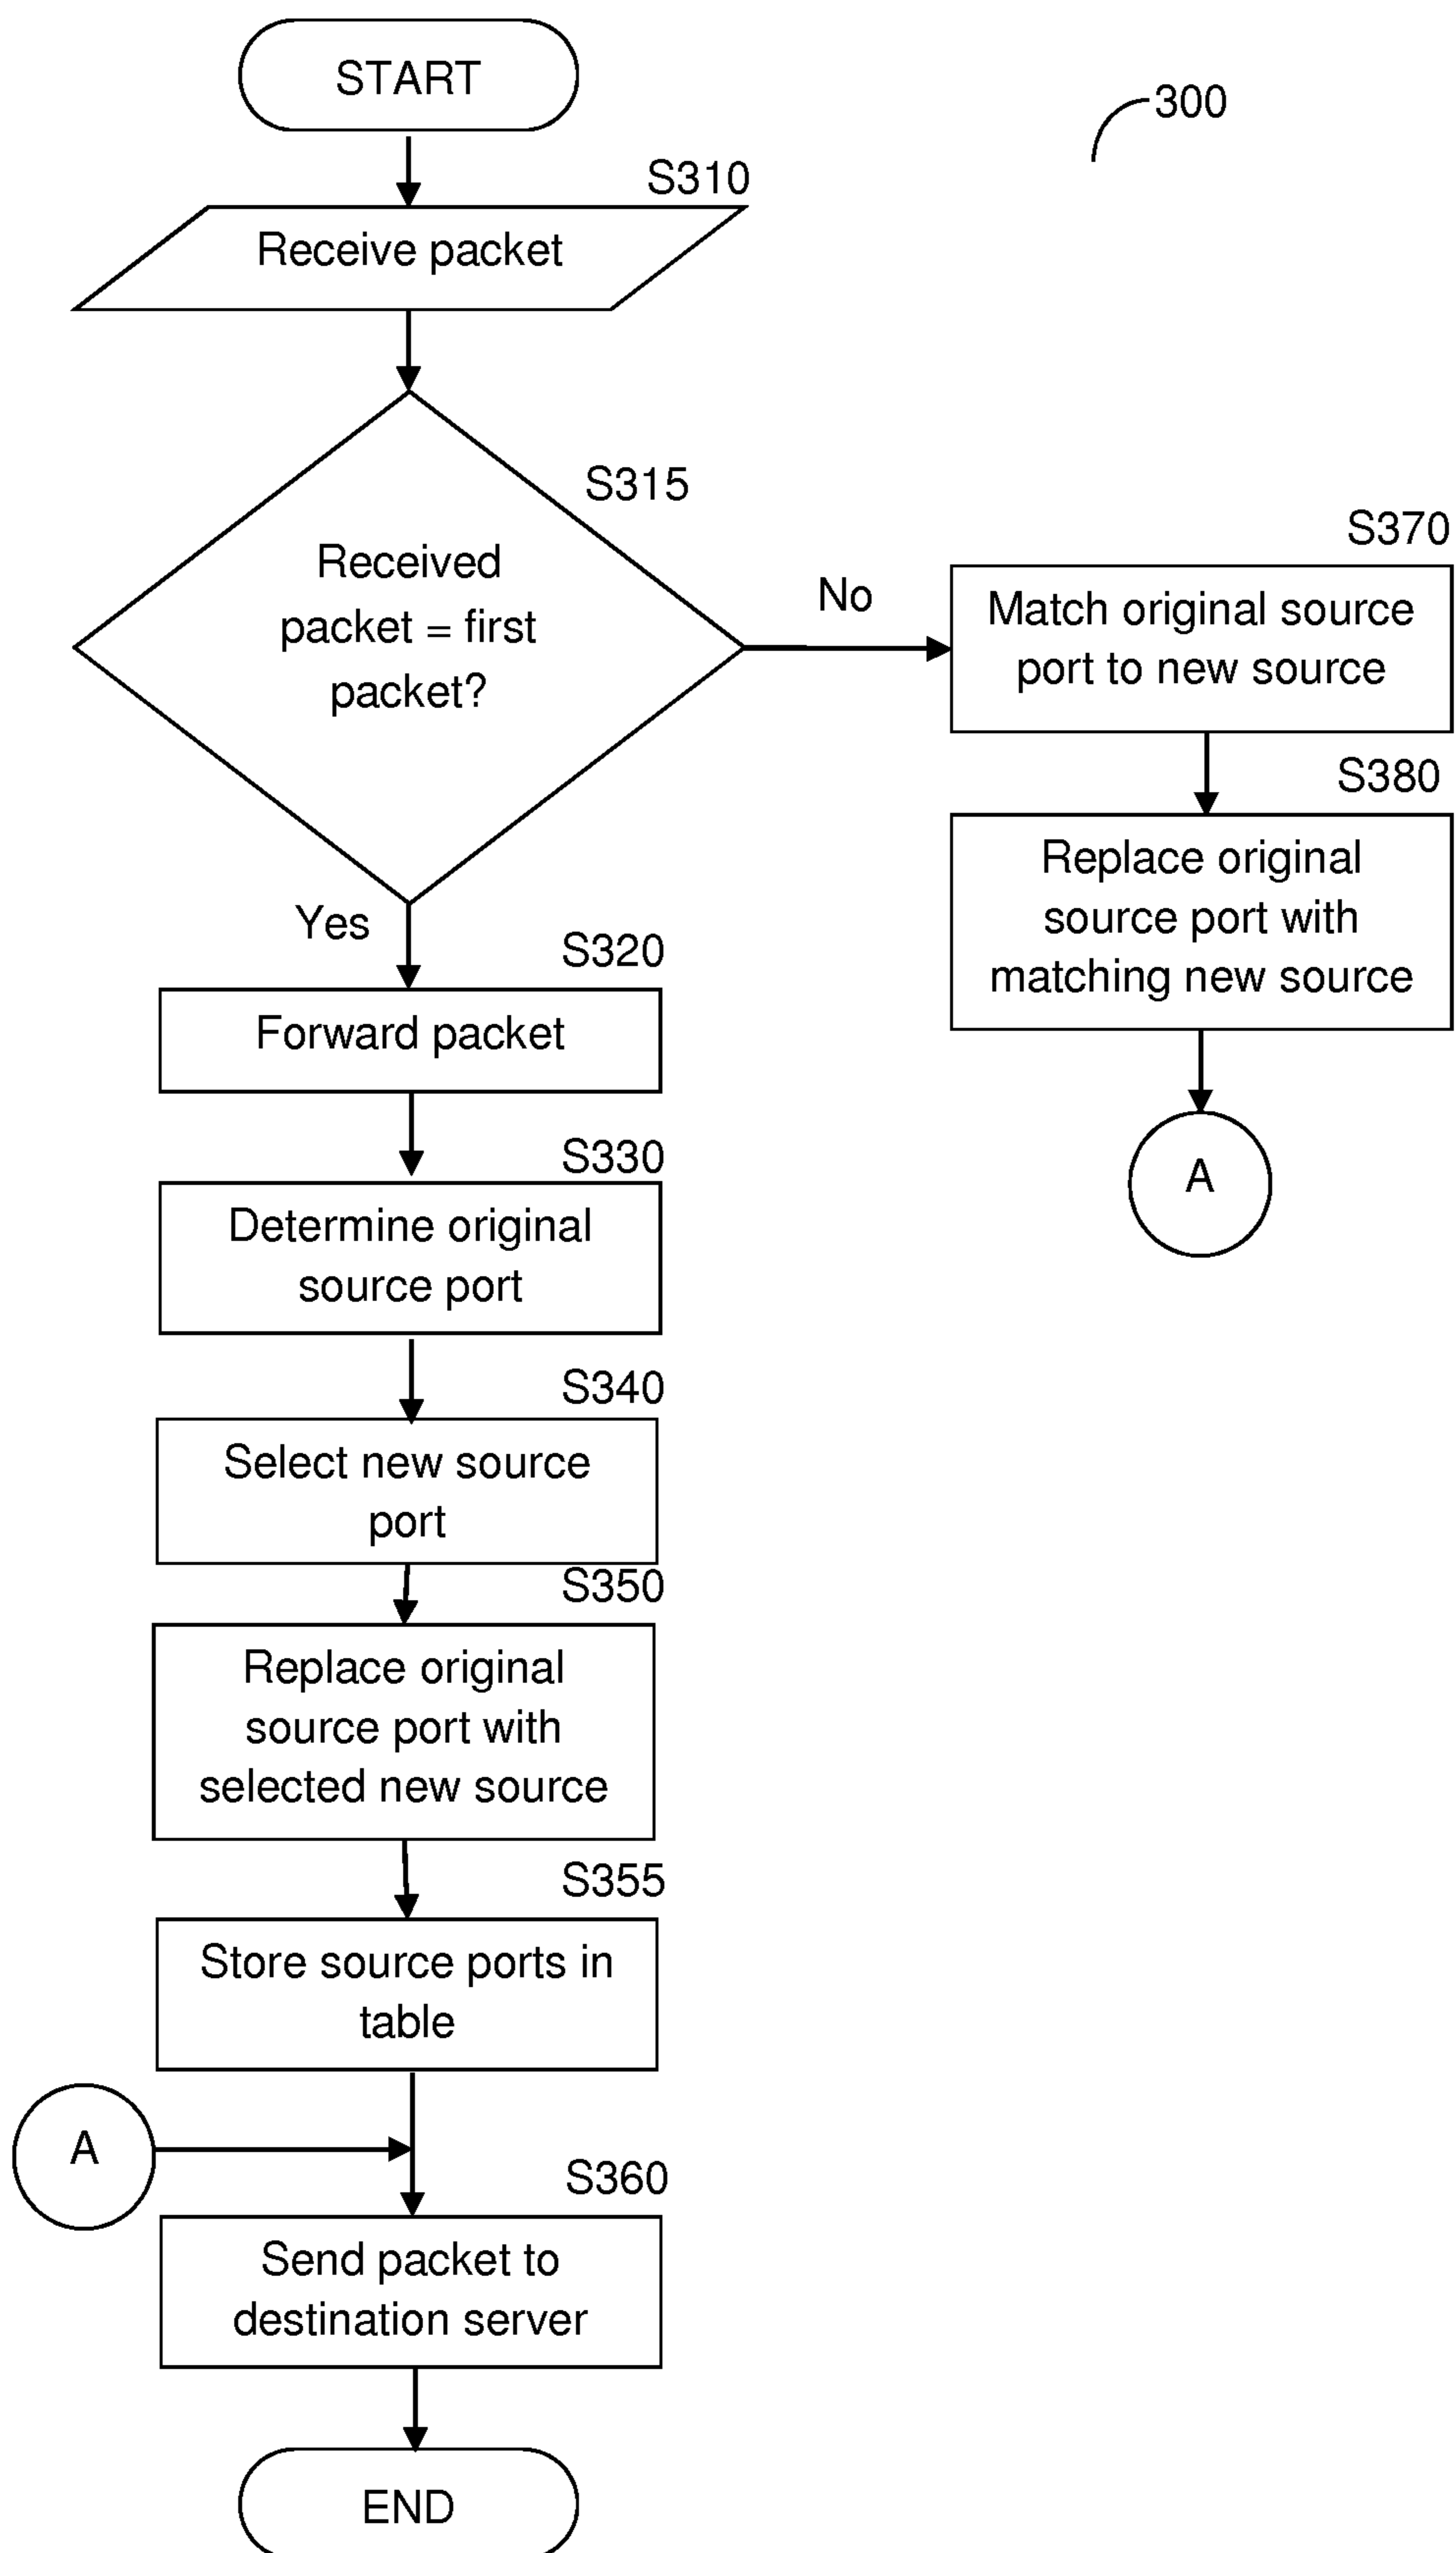 START
300
S310
Receive packet
S315
Received
packet = first
packet?
No
S370
Match original source
port to new source
S380
Replace original
source port with
matching new source
A
Yes
S320
Forward packet
S330
Determine original
source port
S340
Select new source
port
S350
Replace original
source port with
selected new source
S355
Store source ports in
table
A
S360
Send packet to
destination server
END